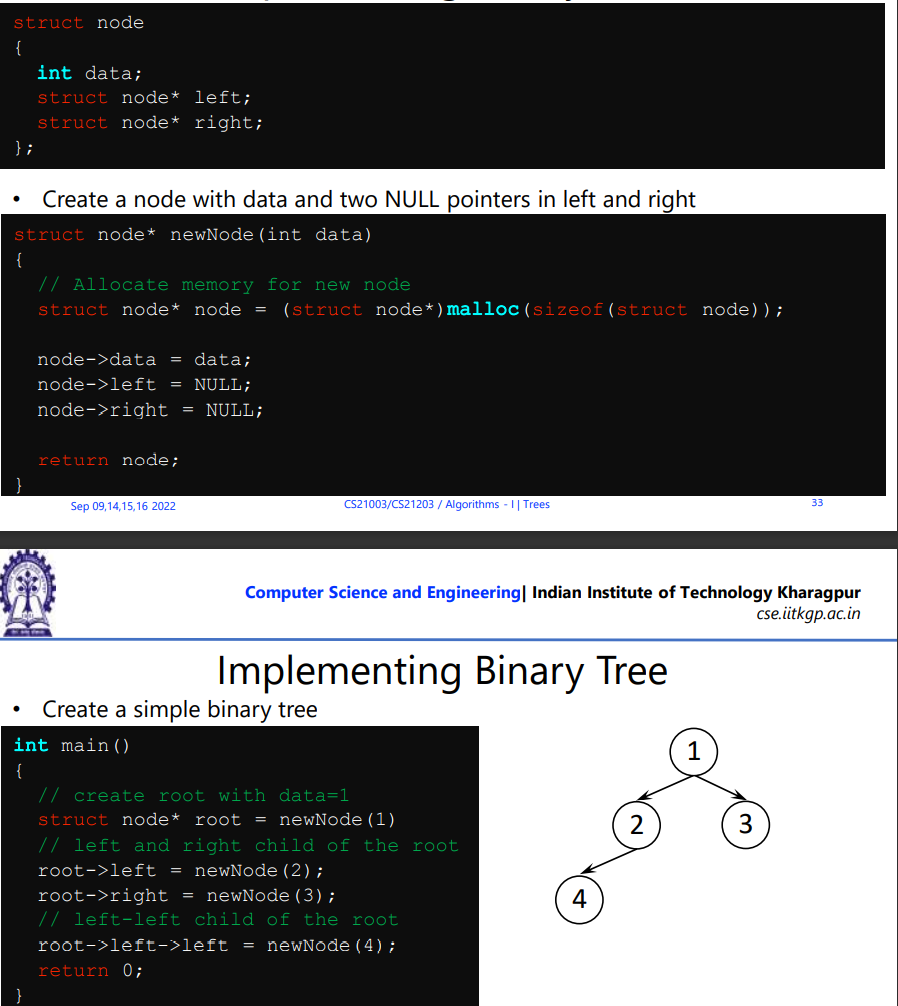 struct node
{
  int data;
  struct node* left;
  struct node* right;
};
• Create a node with data and two NULL pointers in left and right
struct node* newNode(int data)
{
  // Allocate memory for new node
  struct node* node = (struct node*)malloc(sizeof(struct node));
  node->data = data;
  node->left = NULL;
  node->right = NULL;
  return node;
}
Sep 09,14,15,16 2022 CS21003/CS21203 / Algorithms - I | Trees 33
Computer Science and Engineering| Indian Institute of Technology Kharagpur
cse.iitkgp.ac.in
Implementing Binary Tree
• Create a simple binary tree
int main()
{
  // create root with data=1
  struct node* root = newNode(1)
  // left and right child of the root
  root->left = newNode(2);
  root->right = newNode(3);
  // left-left child of the root
  root->left->left = newNode(4);
  return 0;
}
1
2 3
4